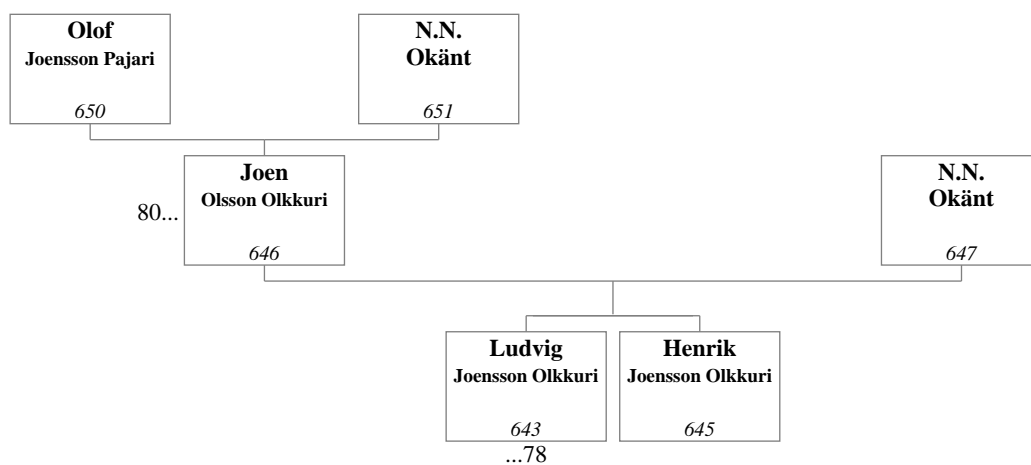 Olof
Joensson Pajari
650
N.N.
Okänt
651
80...
Joen
Olsson Olkkuri
646
N.N.
Okänt
647
Ludvig
Joensson Olkkuri
643
...78
Henrik
Joensson Olkkuri
645